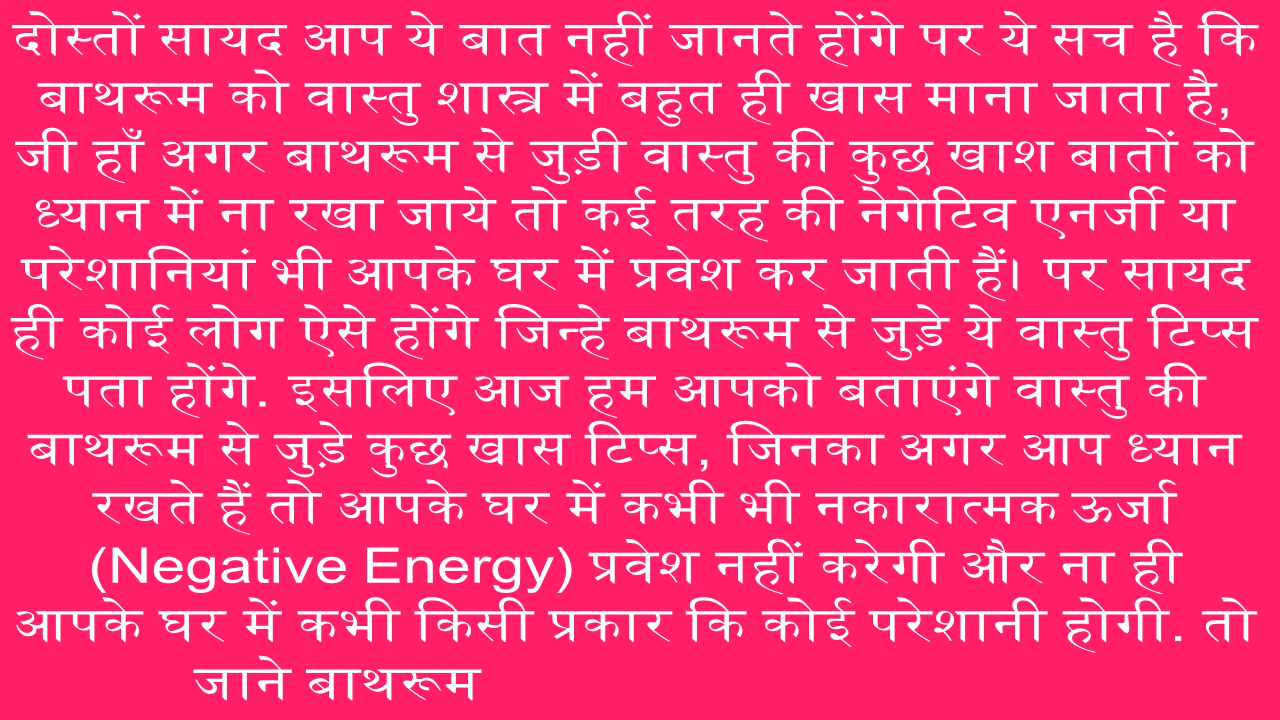 दोस्तों सायद आप ये बात नहीं जानते होंगे पर ये सच है कि
बाथरूम को वास्तु शास्त्र में बहुत ही खास माना जाता है,
जी हाँ अगर बाथरूम से जुड़ी वास्तु की कुछ खाश बातों को
ध्यान में ना रखा जाये तो कई तरह की नेगेटिव एनर्जी या
परेशानियां भी आपके घर में प्रवेश कर जाती हैं। पर सायद
ही कोई लोग ऐसे होंगे जिन्हे बाथरूम से जुड़े ये वास्तु टिप्स
पता होंगे. इसलिए आज हम आपको बताएंगे वास्तु की
बाथरूम से जुड़े कुछ खास टिप्स, जिनका अगर आप ध्यान
रखते हैं तो आपके घर में कभी भी नकारात्मक ऊर्जा
(Negative Energy) प्रवेश नहीं करेगी और ना ही
आपके घर में कभी किसी प्रकार कि कोई परेशानी होगी. तो
जाने बाथरूम